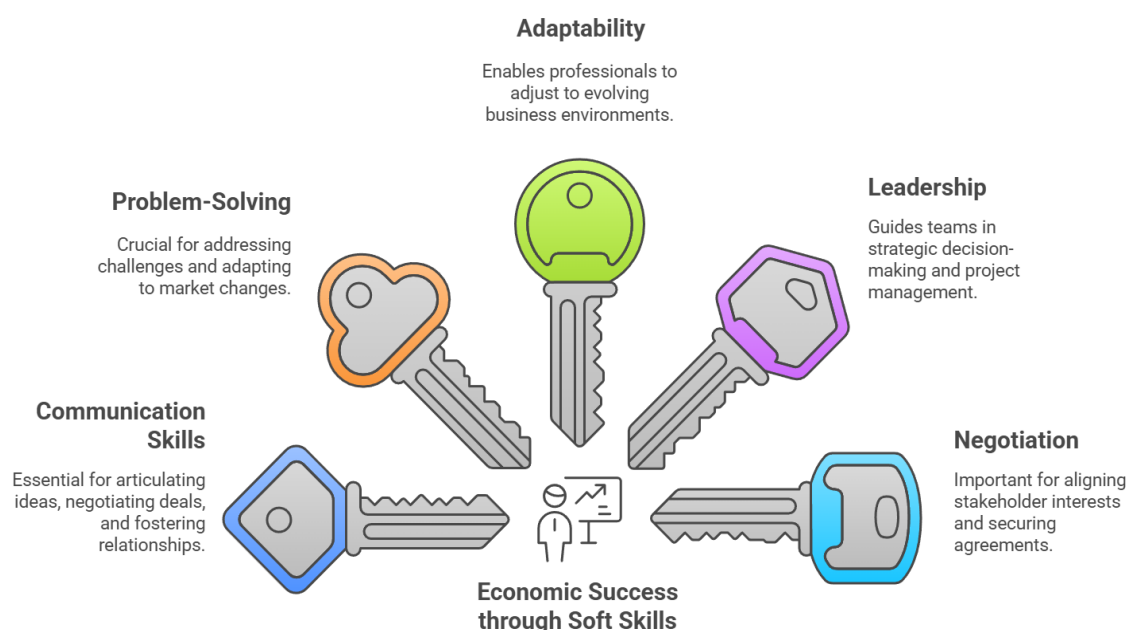 Adaptability
Enables professionals to
adjust to evolving
business environments.
Problem-Solving
Crucial for addressing
challenges and adapting
to market changes.
Leadership
Guides teams in
strategic decision-
making and project
management.
Communication
Skills
Essential for articulating
ideas, negotiating deals,
and fostering
relationships.
Negotiation
Important for aligning
stakeholder interests
and securing
agreements.
Economic Success
through Soft Skills